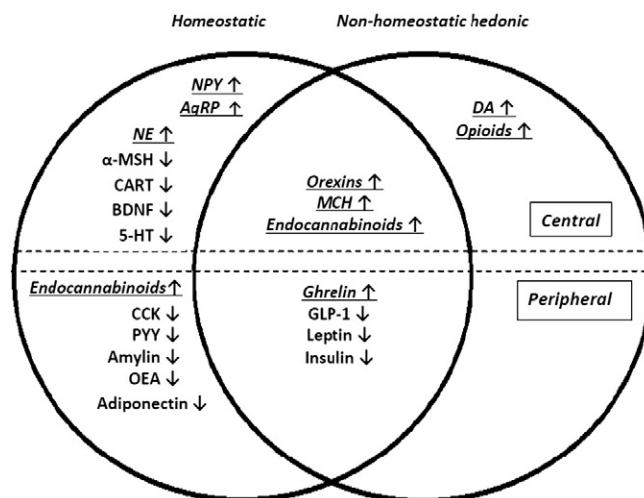 Homeostatic
Non-homeostatic hedonic
NPY ↑
AgRP ↑
NE ↑
α-MSH ↓
CART ↓
BDNF ↓
5-HT ↓
Orexins ↑
MCH ↑
Endocannabinoids ↑
DA ↑
Opioids ↑
Central
Endocannabinoids ↑
CCK ↓
PYY ↓
Amylin ↓
OEA ↓
Adiponectin ↓
Ghrelin ↑
GLP-1 ↓
Leptin ↓
Insulin ↓
Peripheral